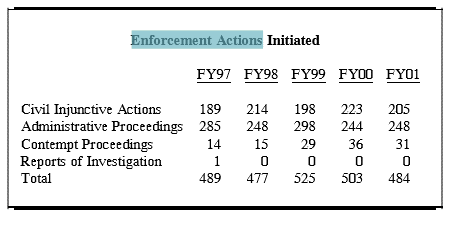 Enforcement Actions Initiated
FY97 FY98 FY99 FY00 FY01
Civil Injunctive Actions 189 214 198 223 205
Administrative Proceedings 285 248 298 244 248
Contempt Proceedings 14 15 29 36 31
Reports of Investigation 1 0 0 0 0
Total 489 477 525 503 484